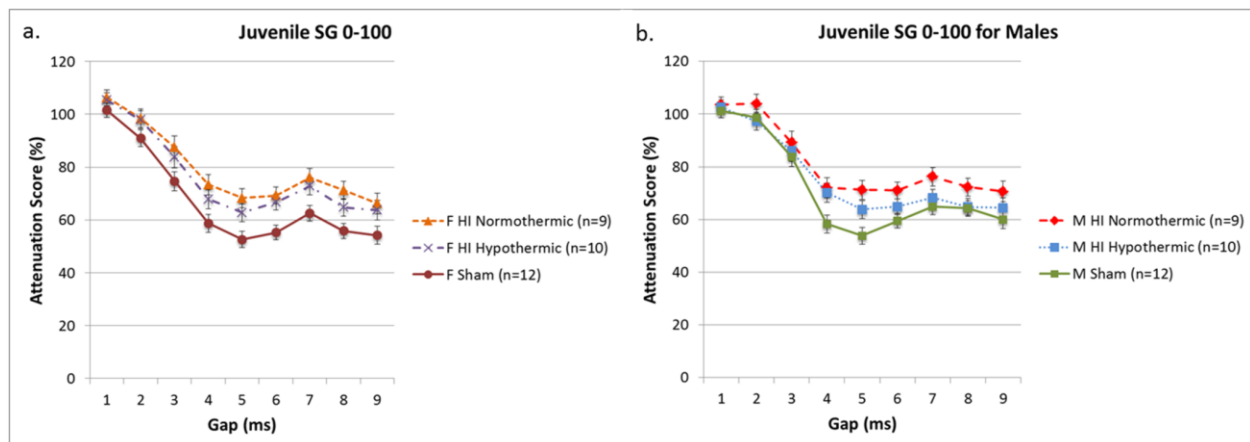 a.
Juvenile SG 0-100
120
100
80
60
40
20
0
Attenuation Score (%)
1 2 3 4 5 6 7 8 9
Gap (ms)
F HI Normothermic (n=9)
F HI Hypothermic (n=10)
F Sham (n=12)
b.
Juvenile SG 0-100 for Males
120
100
80
60
40
20
0
Attenuation Score (%)
1 2 3 4 5 6 7 8 9
Gap (ms)
M HI Normothermic (n=9)
M HI Hypothermic (n=10)
M Sham (n=12)